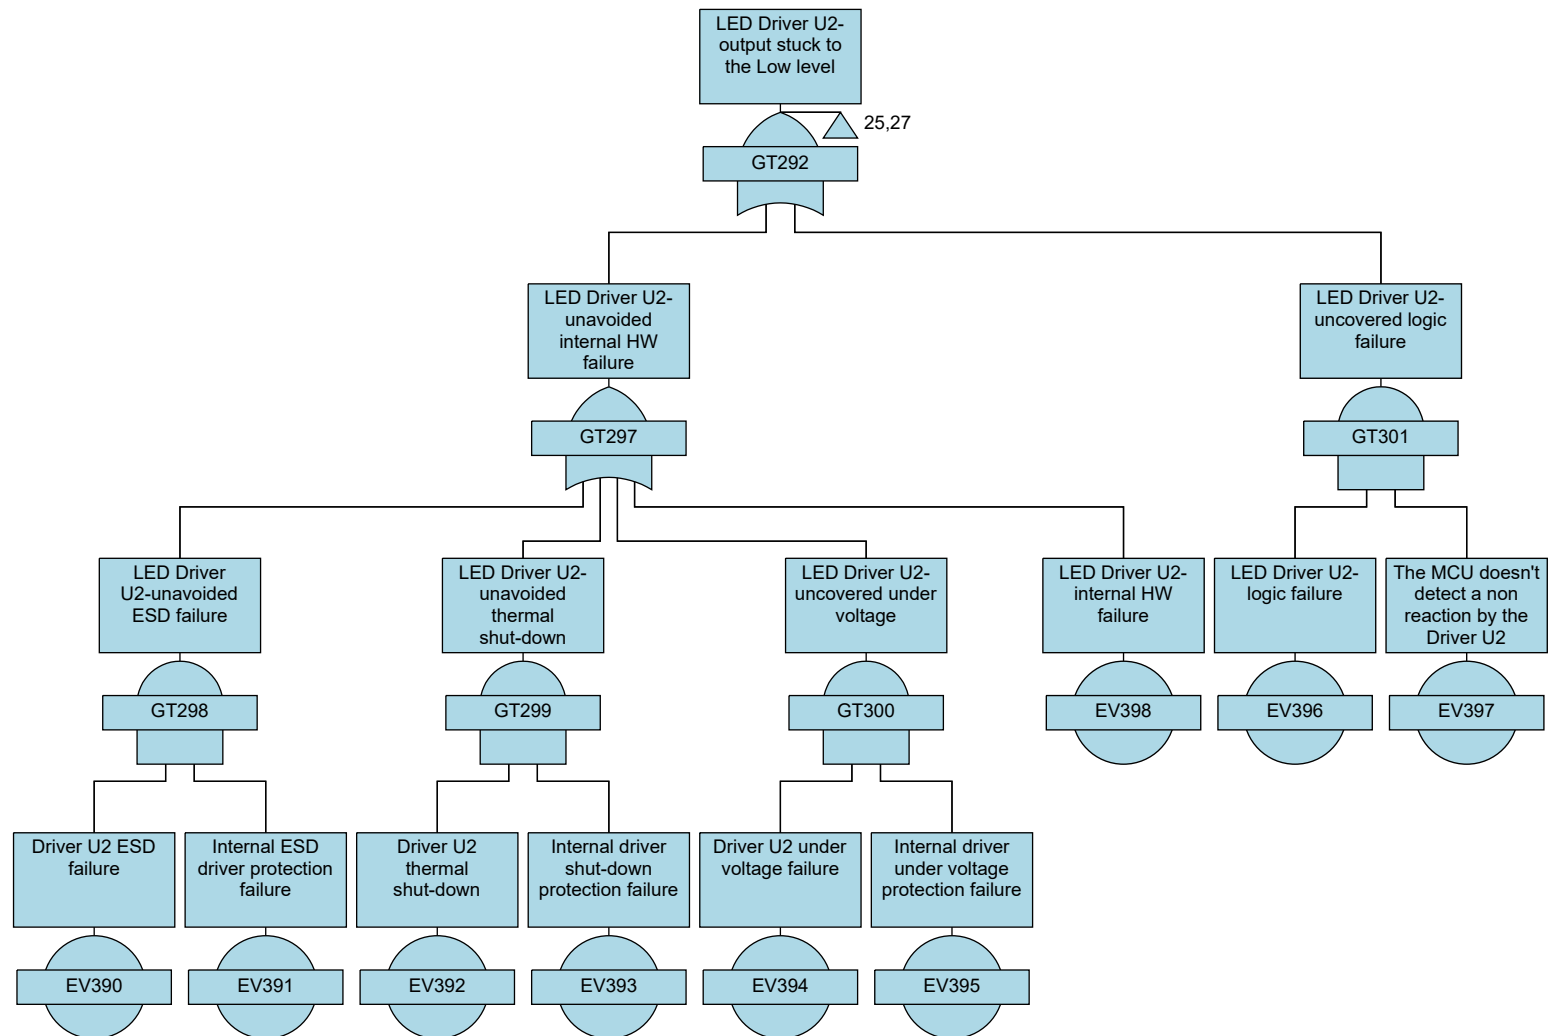 LED Driver U2-
output stuck to
the Low level
25,27
GT292
LED Driver U2-
unavoided
internal HW
failure
GT297
LED Driver U2-
uncovered logic
failure
GT301
LED Driver
U2-unavoided
ESD failure
GT298
LED Driver U2-
unavoided
thermal
shut-down
GT299
LED Driver U2-
uncovered under
voltage
GT300
LED Driver U2-
internal HW
failure
EV398
LED Driver U2-
logic failure
EV396
The MCU doesn't
detect a non
reaction by the
Driver U2
EV397
Driver U2 ESD
failure
EV390
Internal ESD
driver protection
failure
EV391
Driver U2
thermal
shut-down
EV392
Internal driver
shut-down
protection failure
EV393
Driver U2 under
voltage failure
EV394
Internal driver
under voltage
protection failure
EV395